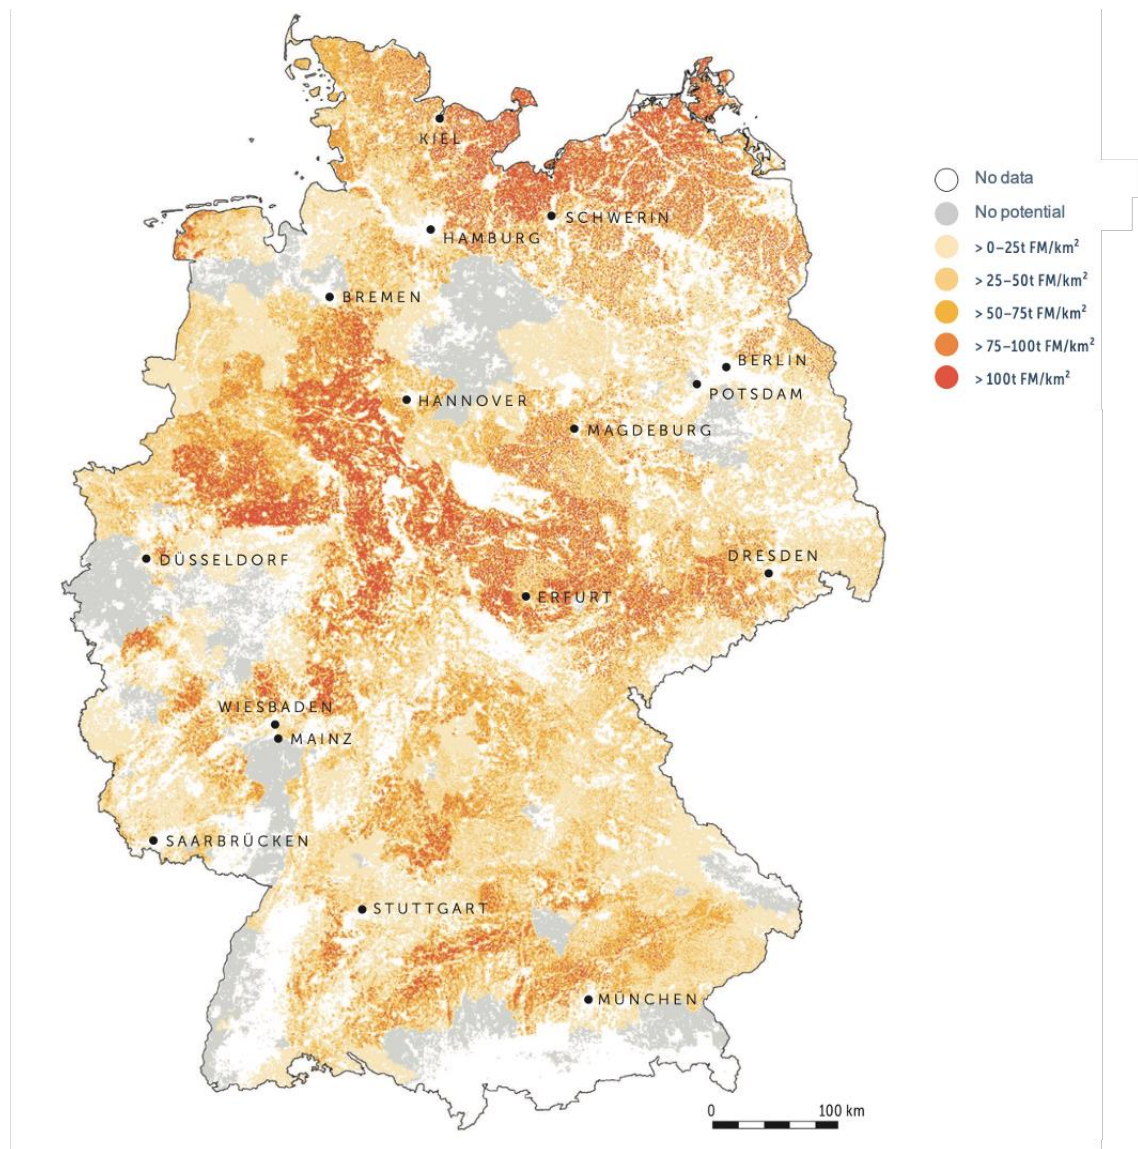 KIEL
SCHWERIN
HAMBURG
BREMEN
BERLIN
POTSDAM
HANNOVER
MAGDEBURG
DÜSSELDORF
DRESDEN
ERFURT
WIESBADEN
MAINZ
SAARBRÜCKEN
STUTTGART
MÜNCHEN
No data
No potential
> 0–25t FM/km²
> 25–50t FM/km²
> 50–75t FM/km²
> 75–100t FM/km²
> 100t FM/km²
0 100 km